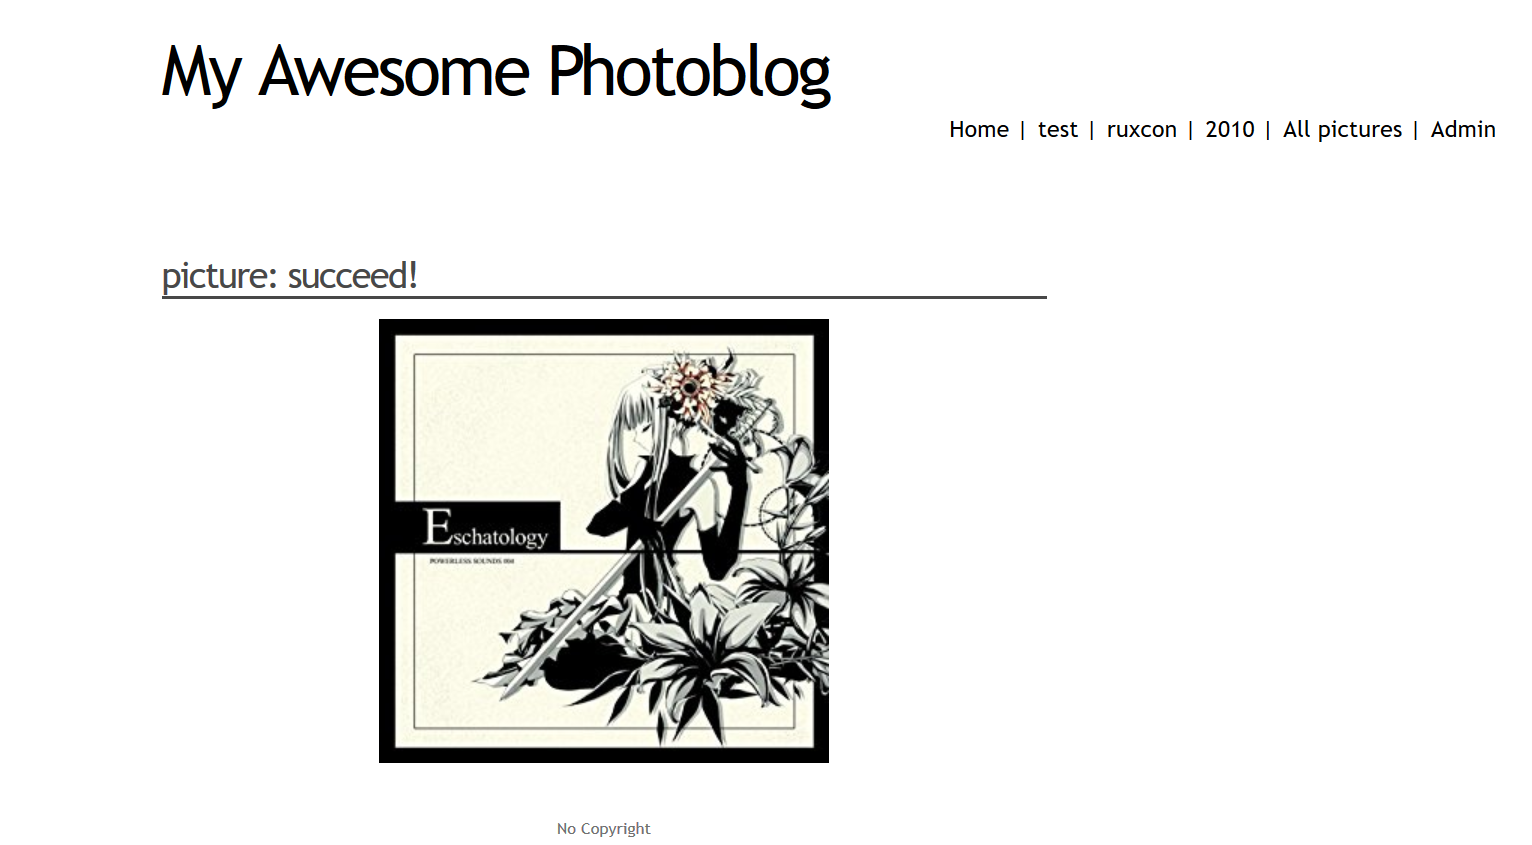 My Awesome Photoblog
Home | test | ruxcon | 2010 | All pictures | Admin
picture: succeed!
Eschatology
POWERLESS SOUNDS 004
No Copyright